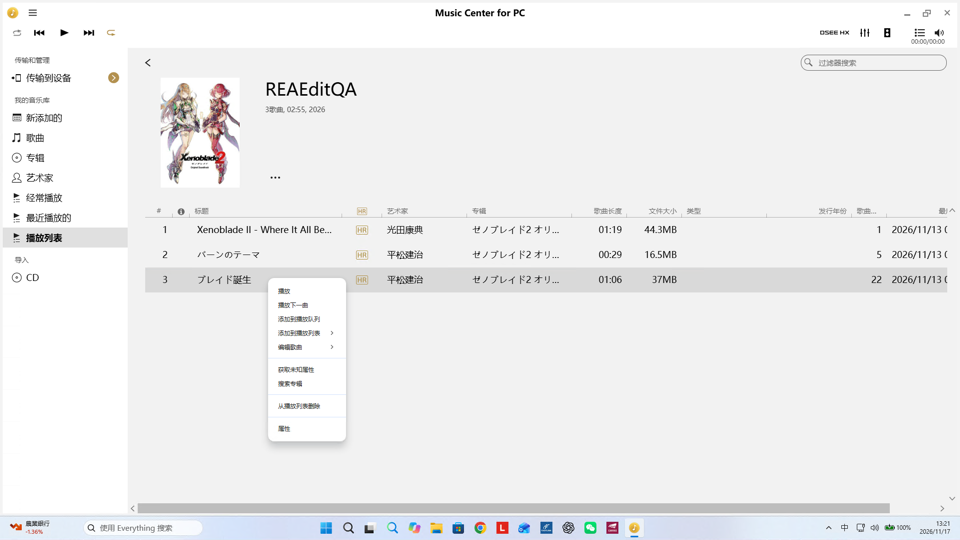 Music Center for PC
DSEE HX
00:00/00:00
传输和管理
传输到设备
我的音乐库
新添加的
歌曲
专辑
艺术家
经常播放
最近播放的
播放列表
导入
CD
过滤器搜索
REAEditQA
3歌曲, 02:55, 2026
Xenoblade 2
...
# 标题 HR 艺术家 专辑 歌曲长度 文件大小 类型 发行年份 歌曲...
1 Xenoblade II - Where It All Be... HR 光田康典 ゼノブレイド2 オリ... 01:19 44.3MB 1 2026/11/13
2 バーンのテーマ HR 平松建治 ゼノブレイド2 オリ... 00:29 16.5MB 5 2026/11/13
3 ブレイド誕生 HR 平松建治 ゼノブレイド2 オリ... 01:06 37MB 22 2026/11/13
播放
播放下一曲
添加到播放队列
添加到播放列表
编辑歌曲
获取未知属性
搜索专辑
从播放列表删除
属性
-1.36%
使用 Everything 搜索
L
中
100%
13:21
2026/11/17